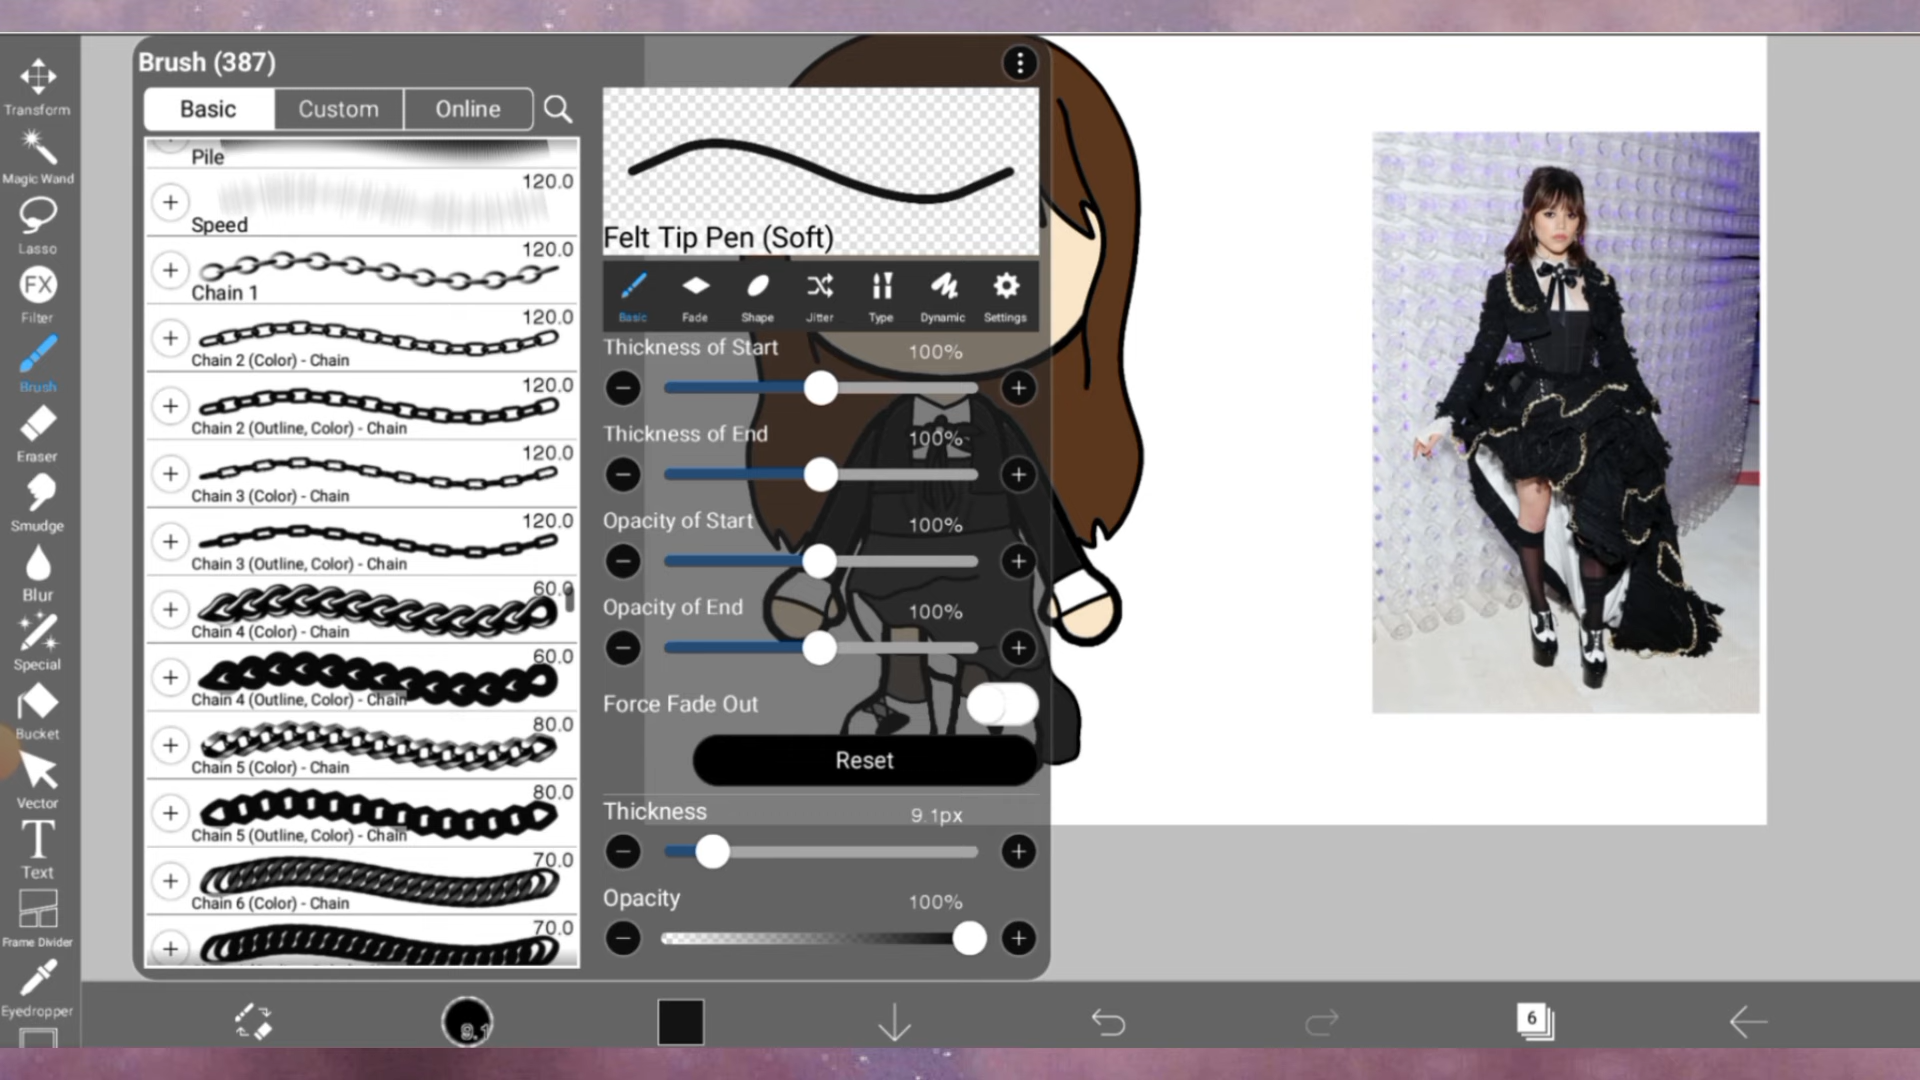 Brush (387)
Basic
Custom
Online
Pile
120.0
Speed
120.0
Chain 1
120.0
Chain 2 (Color) - Chain
120.0
Chain 2 (Outline, Color) - Chain
120.0
Chain 3 (Color) - Chain
120.0
Chain 3 (Outline, Color) - Chain
60.0
Chain 4 (Color) - Chain
60.0
Chain 4 (Outline, Color) - Chain
80.0
Chain 5 (Color) - Chain
80.0
Chain 5 (Outline, Color) - Chain
70.0
Chain 6 (Color) - Chain
70.0
Felt Tip Pen (Soft)
Basic Fade Shape Jitter Type Dynamic Settings
Thickness of Start 100%
Thickness of End 100%
Opacity of Start 100%
Opacity of End 100%
Force Fade Out
Reset
Thickness 9.1px
Opacity 100%
Transform
Magic Wand
Lasso
FX
Filter
Brush
Eraser
Smudge
Blur
Special
Bucket
Vector
T
Text
Frame Divider
Eyedropper
9.1
6